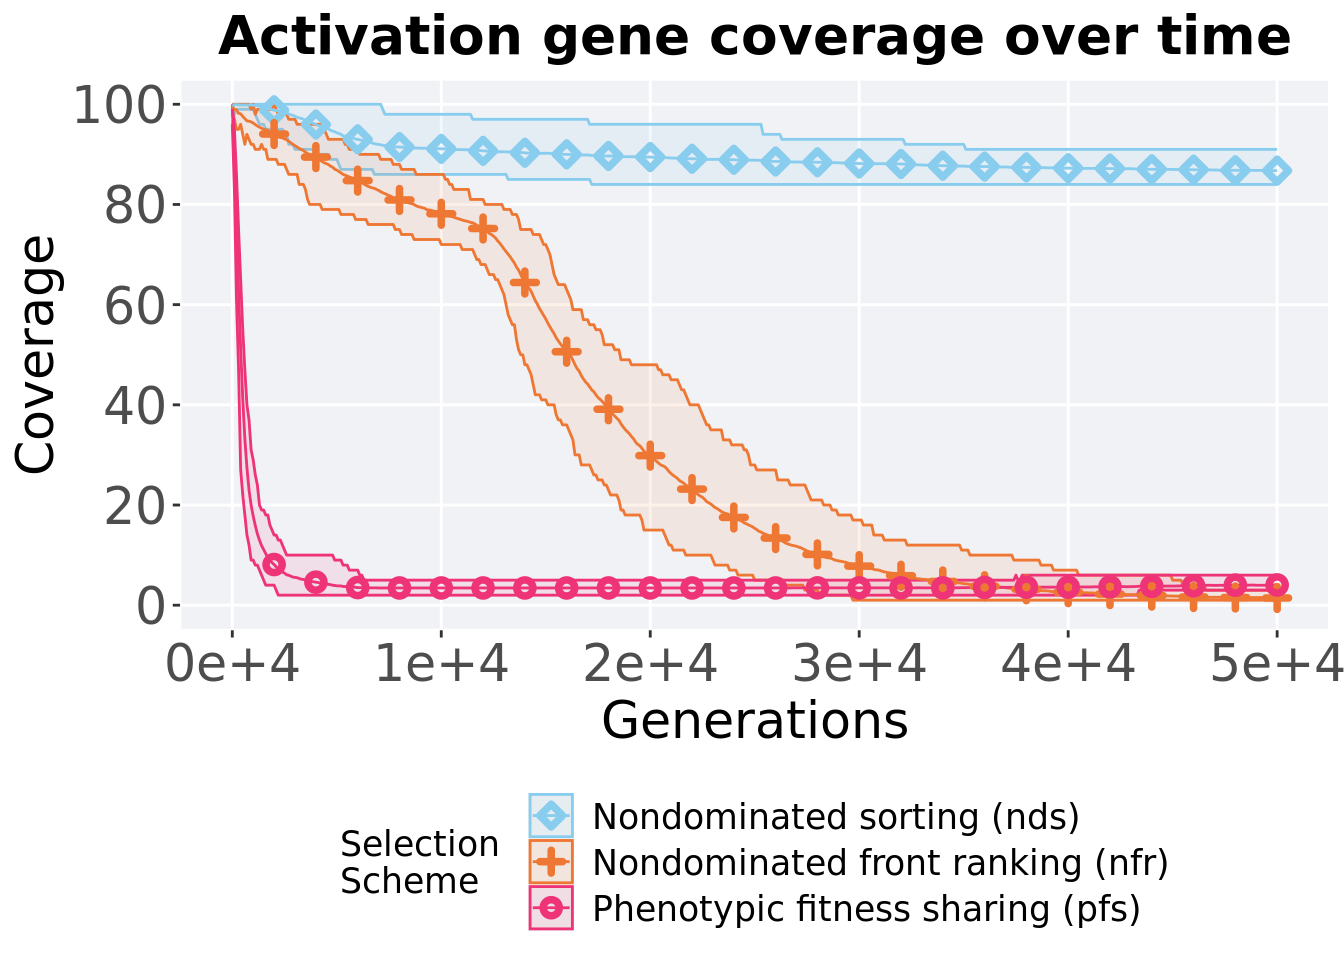 Activation gene coverage over time
Coverage
100
80
60
40
20
0
0e+4 1e+4 2e+4 3e+4 4e+4 5e+4
Generations
Selection
Scheme
Nondominated sorting (nds)
Nondominated front ranking (nfr)
Phenotypic fitness sharing (pfs)